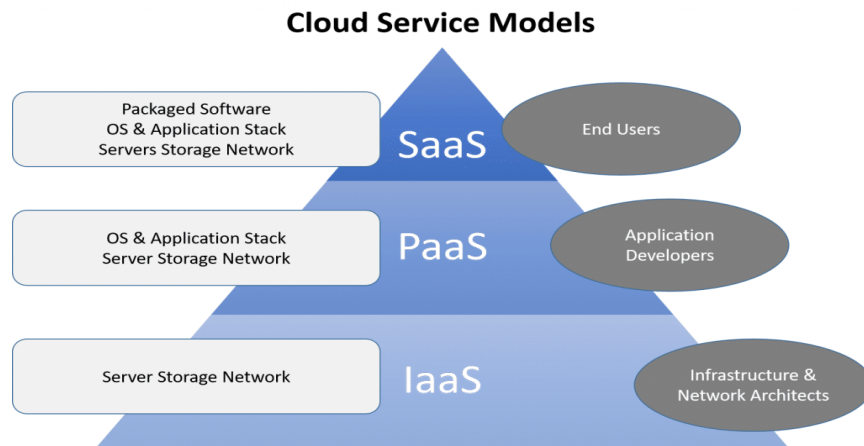 Cloud Service Models
Packaged Software
OS & Application Stack
Servers Storage Network
SaaS
End Users
OS & Application Stack
Server Storage Network
PaaS
Application
Developers
Server Storage Network
IaaS
Infrastructure &
Network Architects